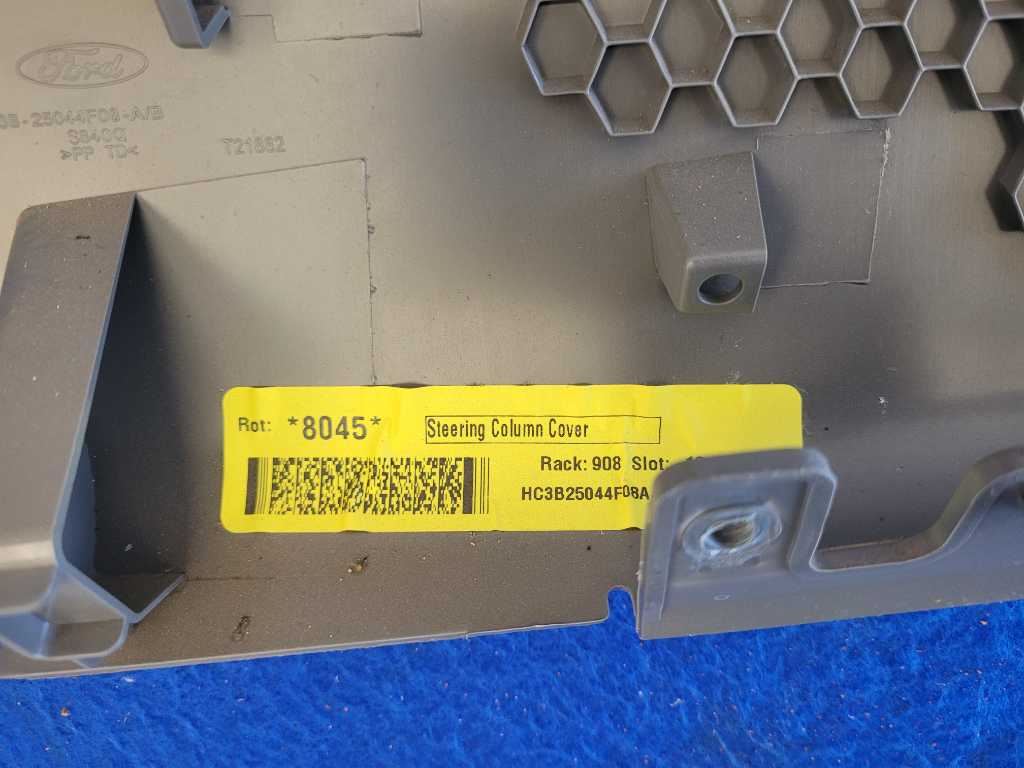 Ford
-25044F08-A/B
>PP TD<
T21882
Rot: *8045* Steering Column Cover
Rack: 908 Slot:
HC3B25044F08A